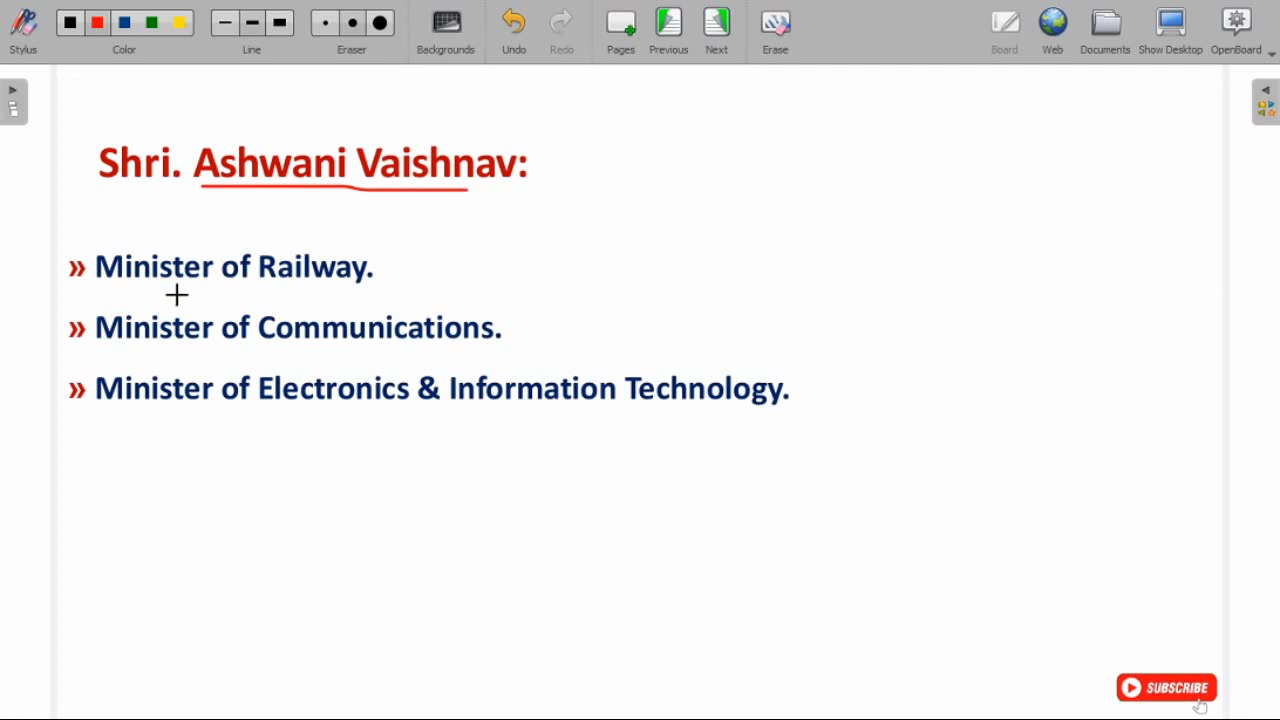 Stylus Color Line Eraser Backgrounds Undo Redo Pages Previous Next Erase Board Web Documents Show Desktop OpenBoard
Shri. Ashwani Vaishnav:
» Minister of Railway.
» Minister of Communications.
» Minister of Electronics & Information Technology.
SUBSCRIBE